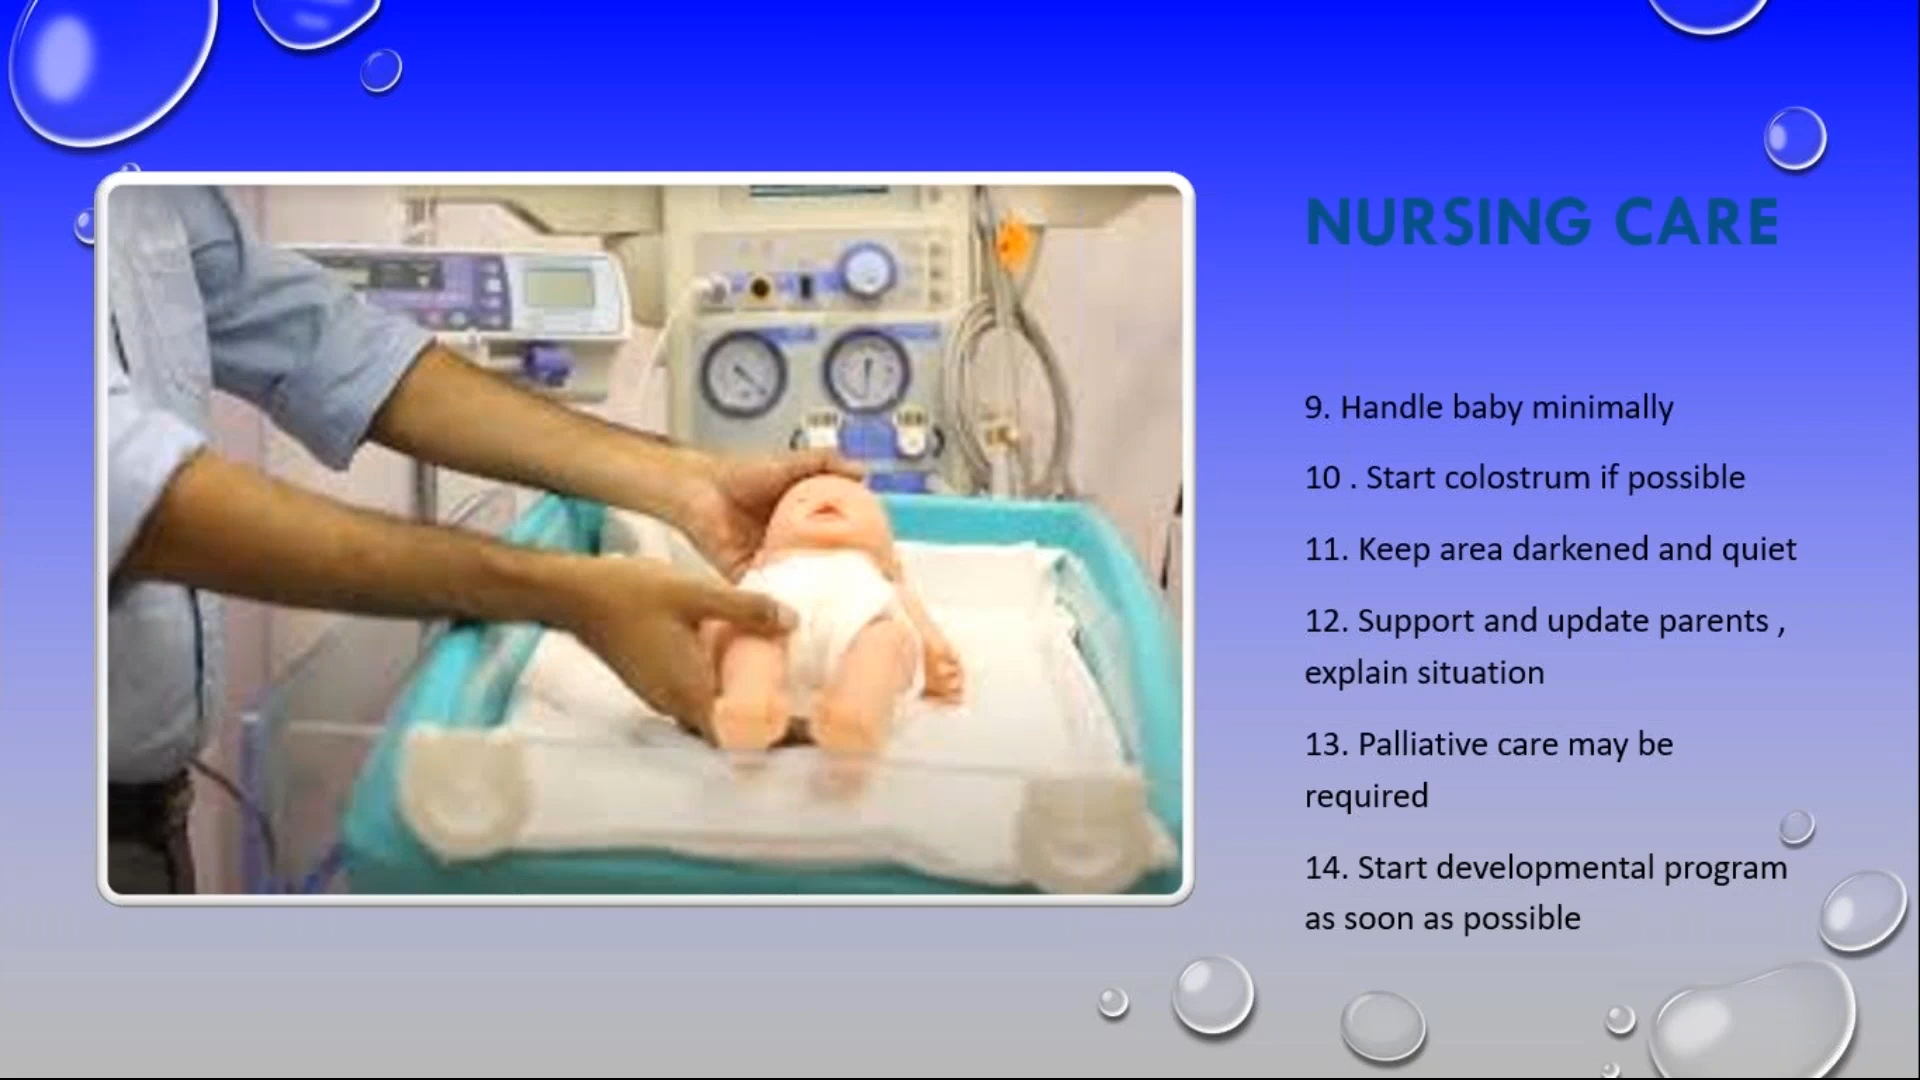 NURSING CARE
9. Handle baby minimally
10 . Start colostrum if possible
11. Keep area darkened and quiet
12. Support and update parents ,
explain situation
13. Palliative care may be
required
14. Start developmental program
as soon as possible